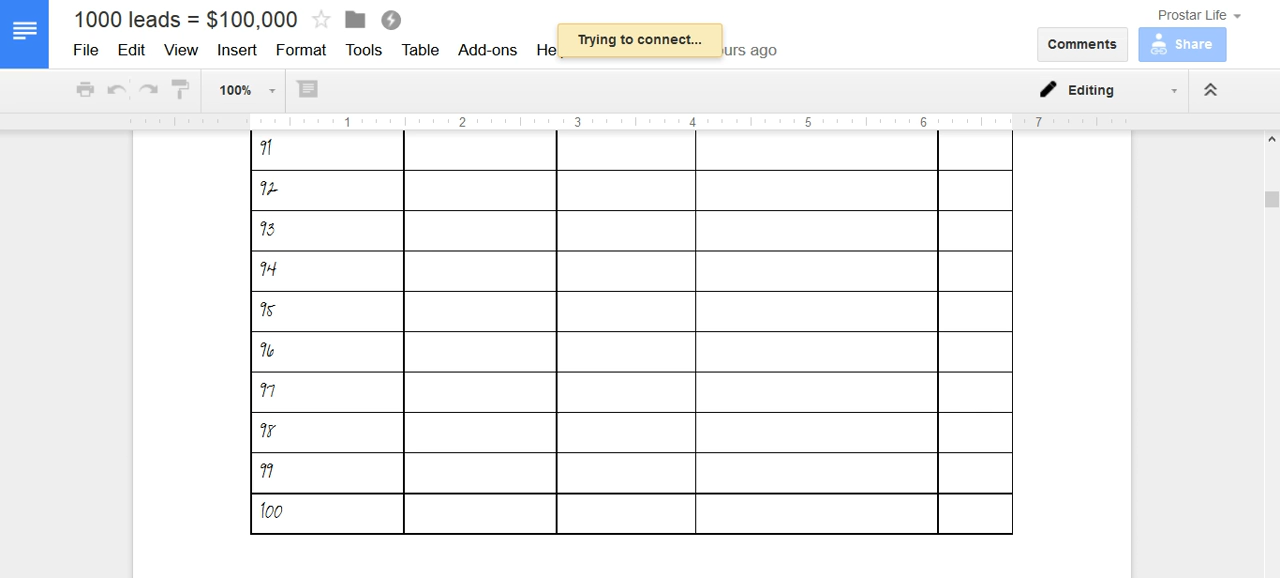 1000 leads = $100,000
Prostar Life
File Edit View Insert Format Tools Table Add-ons
Trying to connect...
ago
Comments
Share
100%
Editing
1 2 3 4 5 6 7
91
92
93
94
95
96
97
98
99
100